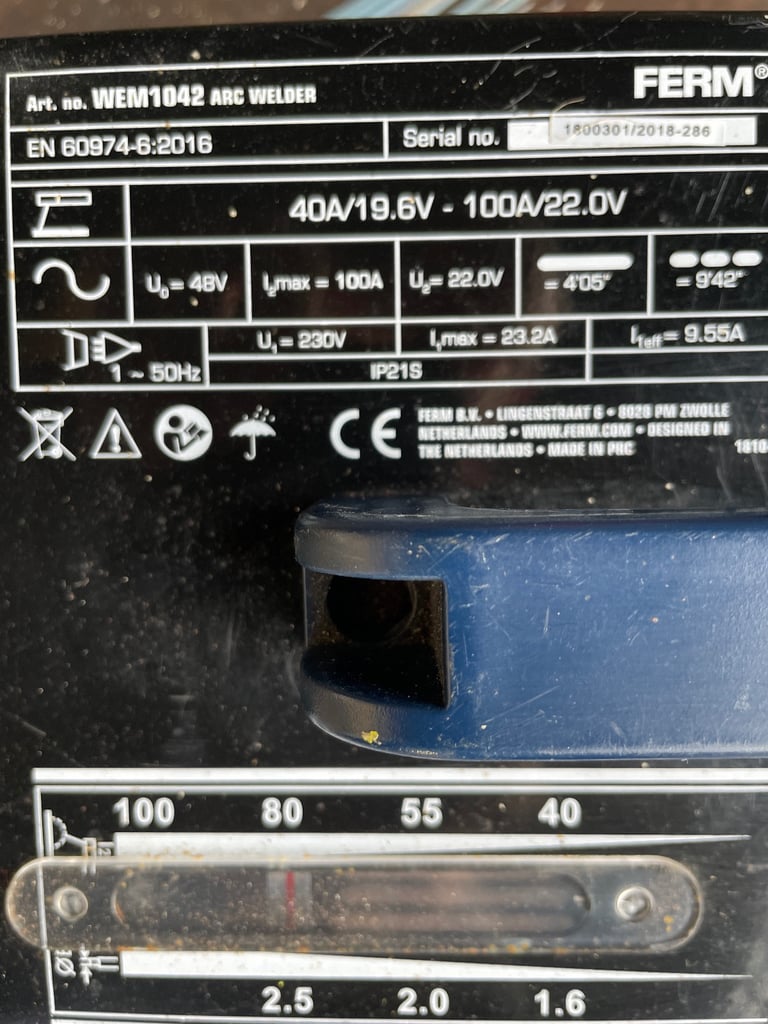 Art. no. WEM1042 ARC WELDER FERM®
EN 60974-6:2016 Serial no. 1800301/2018-286
40A/19.6V - 100A/22.0V
U₀= 48V I₂max = 100A U₂= 22.0V = 4'05" = 9'42"
U₁= 230V I₁max = 23.2A I₁eff= 9.55A
1 ~ 50Hz IP21S
CE FERM B.V. • LINGENSTRAAT 6 • 8028 PM ZWOLLE
NETHERLANDS • WWW.FERM.COM • DESIGNED IN
THE NETHERLANDS • MADE IN PRC 1810-
100 80 55 40
I2
2.5 2.0 1.6